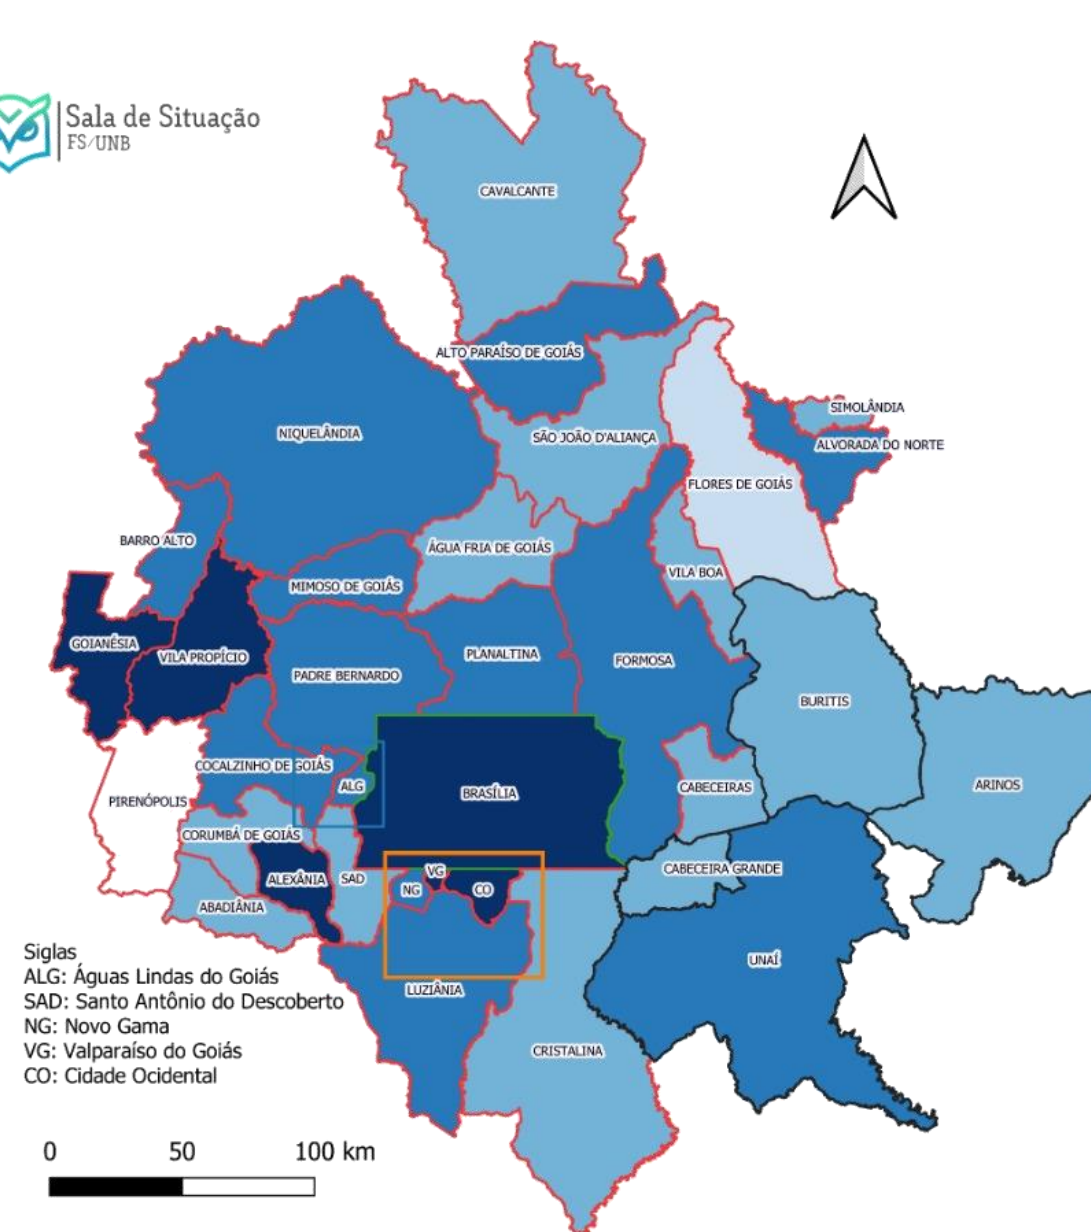 Sala de Situação
FS/UNB
CAVALCANTE
ALTO PARAÍSO DE GOIÁS
SIMOLÂNDIA
NIQUELÂNDIA
SÃO JOÃO D'ALIANÇA
ALVORADA DO NORTE
FLORES DE GOIÁS
BARRO ALTO
ÁGUA FRIA DE GOIÁS
VILA BOA
MIMOSO DE GOIÁS
GOIANÉSIA
VILA PROPÍCIO
PLANALTINA
FORMOSA
PADRE BERNARDO
BURITIS
COCALZINHO DE GOIÁS
ALG
BRASÍLIA
CABECEIRAS
ARINOS
PIRENÓPOLIS
CORUMBÁ DE GOIÁS
CABECEIRA GRANDE
VG
ALEXÂNIA
SAD
NG
CO
ABADIÂNIA
UNAÍ
LUZIÂNIA
CRISTALINA
Siglas
ALG: Águas Lindas do Goiás
SAD: Santo Antônio do Descoberto
NG: Novo Gama
VG: Valparaíso do Goiás
CO: Cidade Ocidental
0 50 100 km